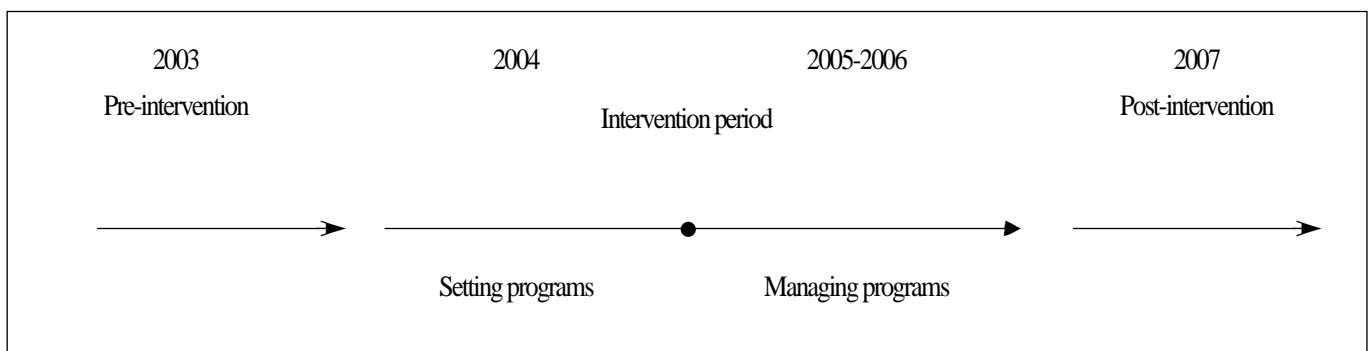 2003 2004 2005-2006 2007
Pre-intervention Intervention period Post-intervention
Setting programs Managing programs